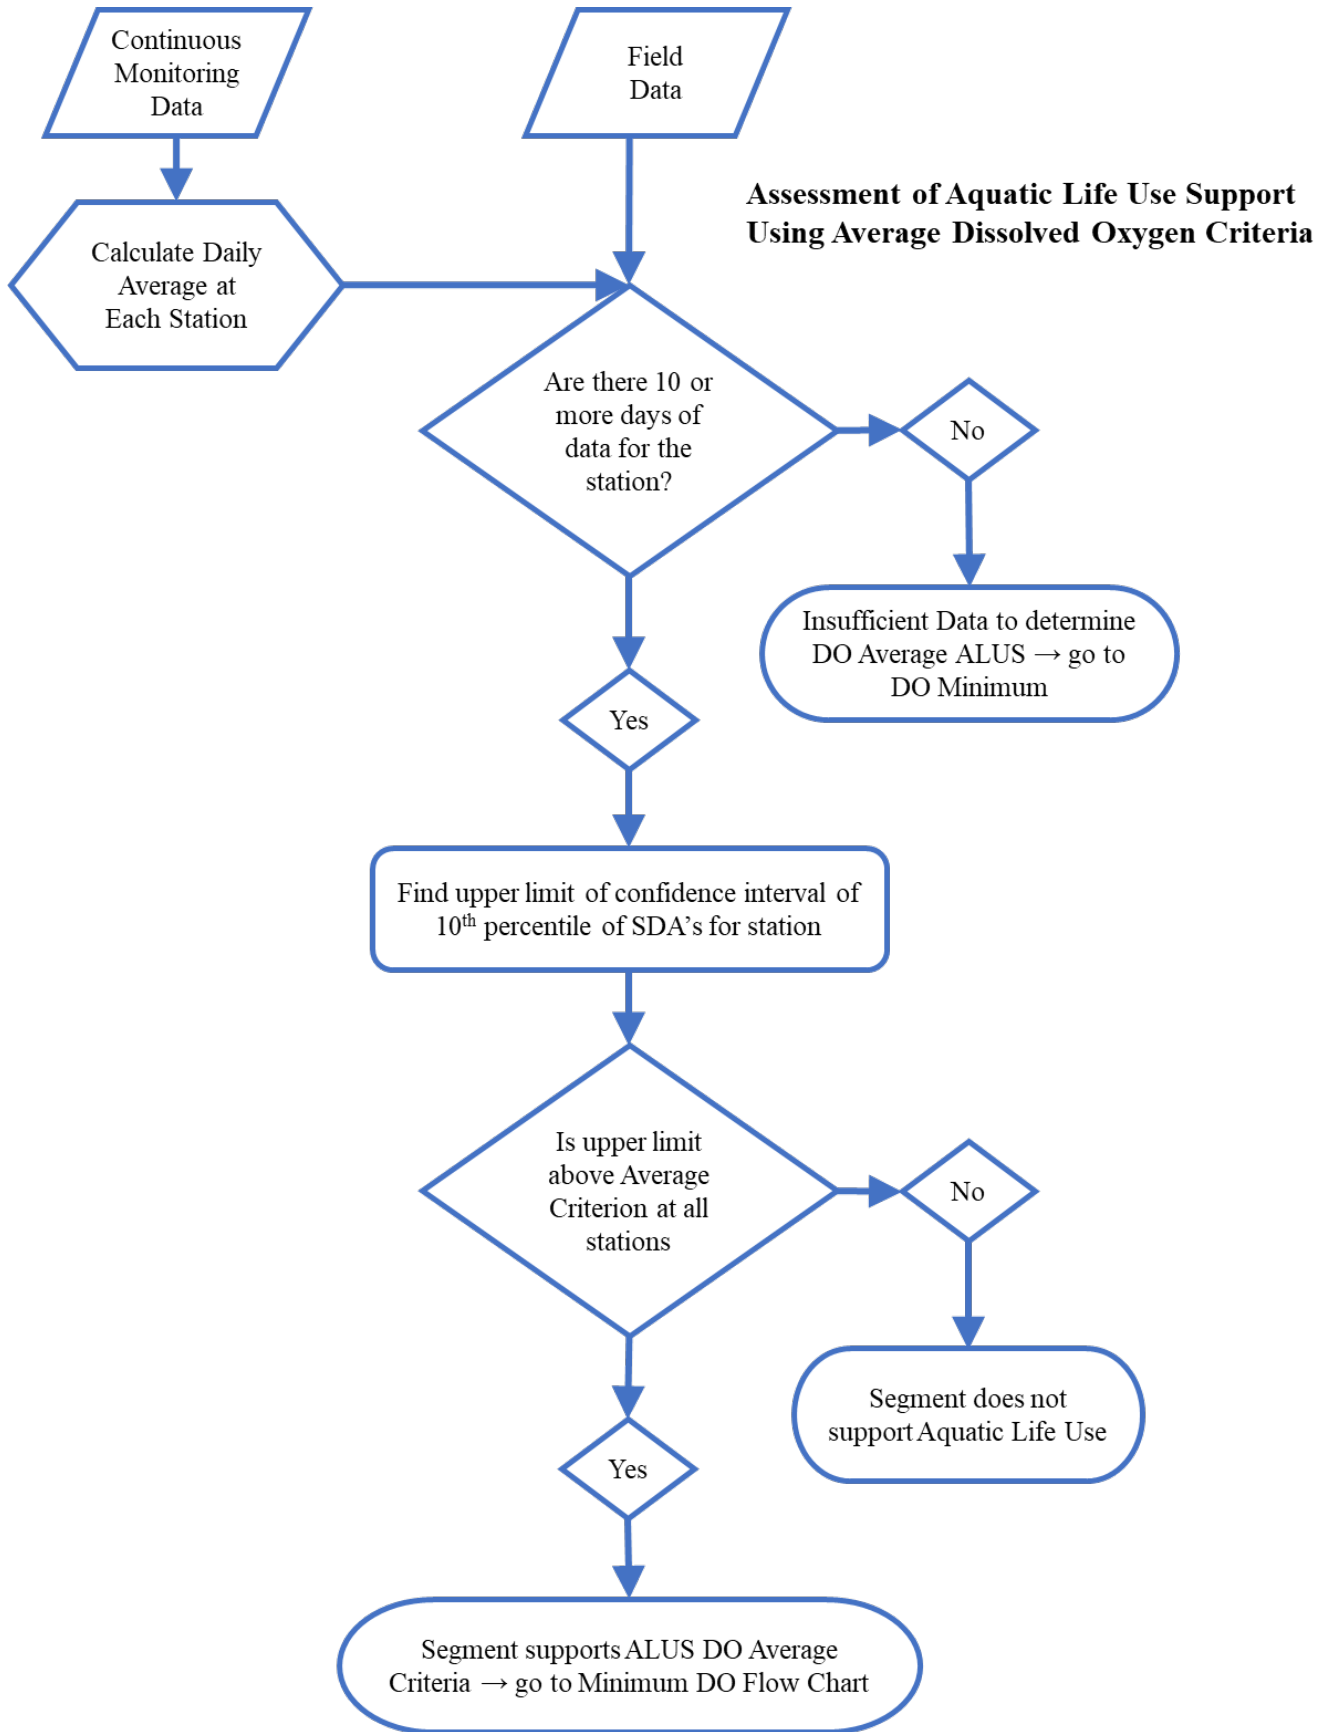 Continuous
Monitoring
Data
Field
Data
Assessment of Aquatic Life Use Support
Using Average Dissolved Oxygen Criteria
Calculate Daily
Average at
Each Station
Are there 10 or
more days of
data for the
station?
No
Insufficient Data to determine
DO Average ALUS → go to
DO Minimum
Yes
Find upper limit of confidence interval of
10th percentile of SDA’s for station
Is upper limit
above Average
Criterion at all
stations
No
Segment does not
support Aquatic Life Use
Yes
Segment supports ALUS DO Average
Criteria → go to Minimum DO Flow Chart